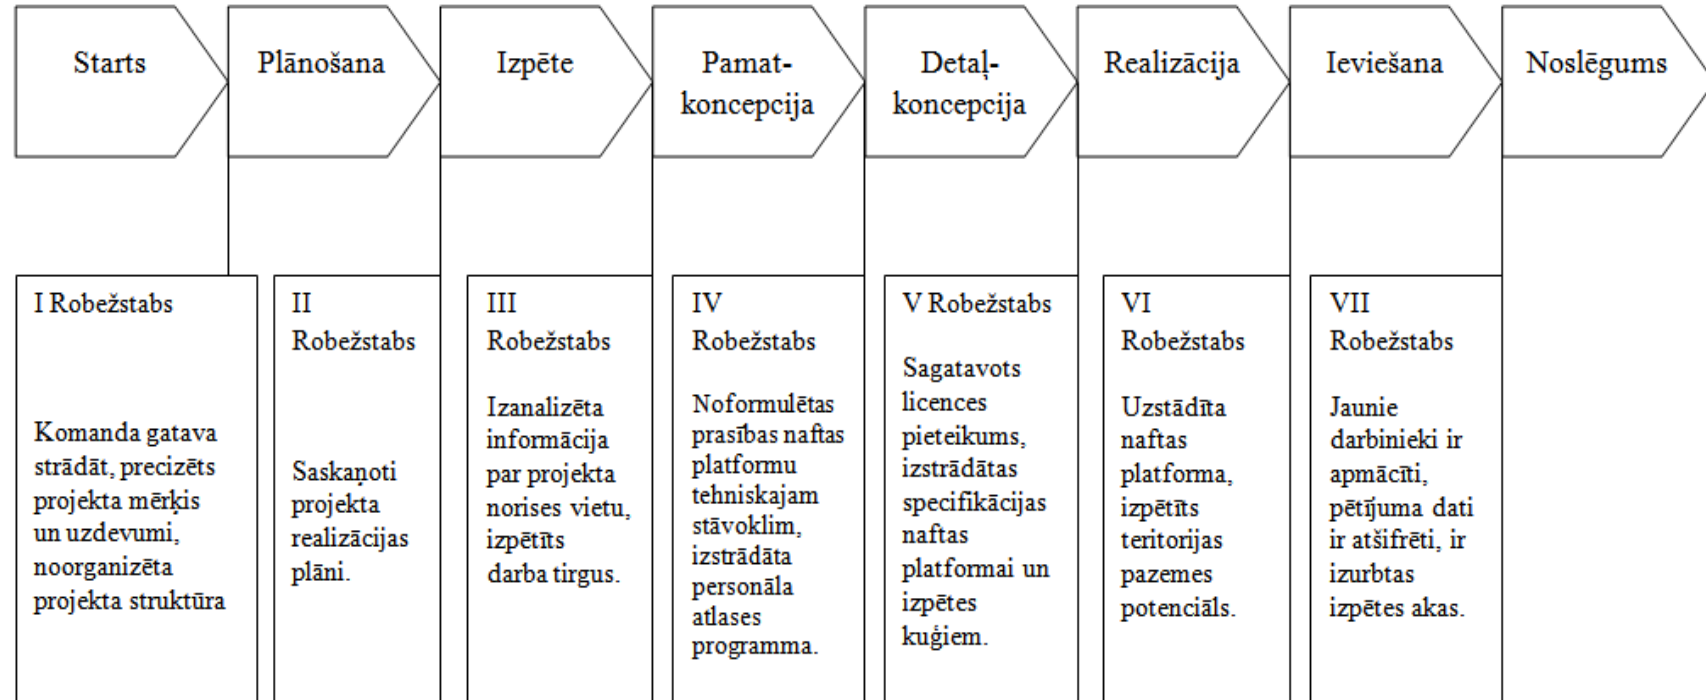 Starts
Plānošana
Izpēte
Pamat-
koncepcija
Detaļ-
koncepcija
Realizācija
Ieviešana
Noslēgums
I Robežstabs
Komanda gatava
strādāt, precizēts
projekta mērķis
un uzdevumi,
noorganizēta
projekta struktūra
II
Robežstabs
Saskaņoti
projekta
realizācijas
plāni.
III
Robežstabs
Izanalizēta
informācija
par projekta
norises vietu,
izpētīts
darba tirgus.
IV
Robežstabs
Noformulētas
prasības naftas
platformu
tehniskajam
stāvoklim,
izstrādāta
personāla
atlases
programma.
V Robežstabs
Sagatavots
licences
pieteikums,
izstrādātas
specifikācijas
naftas
platformai un
izpētes
kuģiem.
VI
Robežstabs
Uzstādīta
naftas
platforma,
izpētīts
teritorijas
pazemes
potenciāls.
VII
Robežstabs
Jaunie
darbinieki ir
apmācīti,
pētījuma dati
ir atšifrēti, ir
izurbtas
izpētes akas.